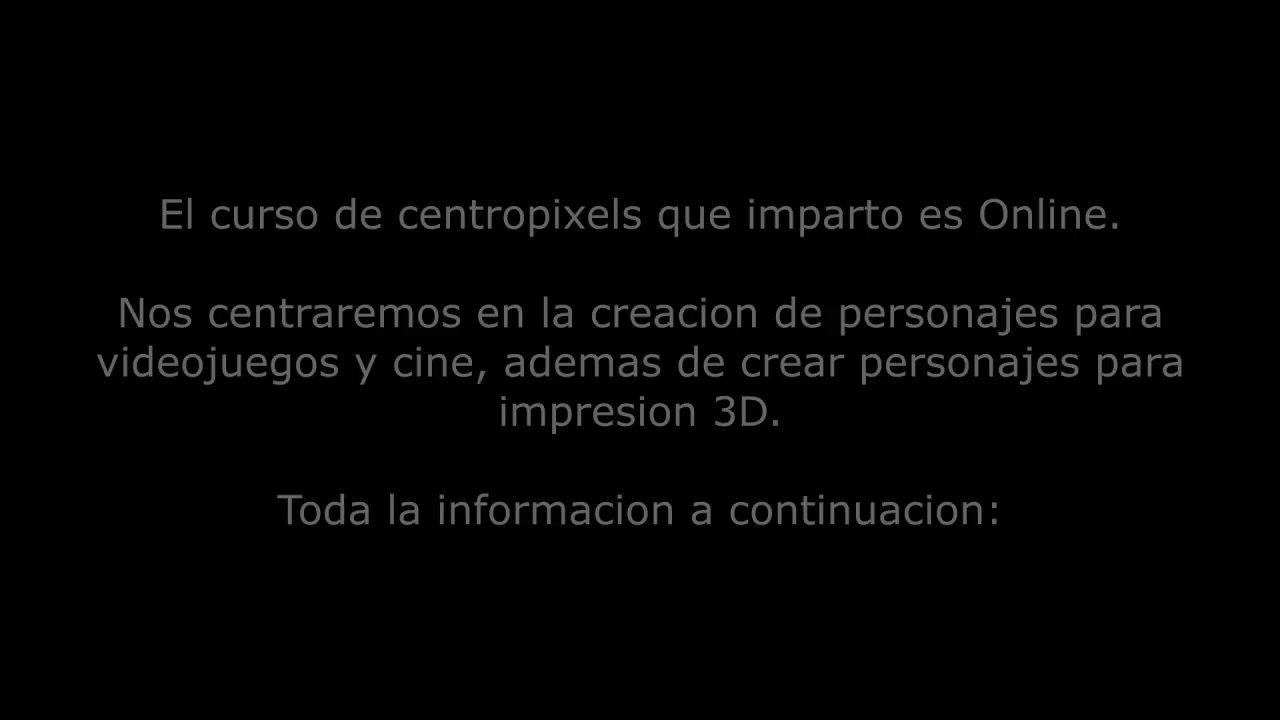 El curso de centropixels que imparto es Online.
Nos centraremos en la creacion de personajes para
videojuegos y cine, ademas de crear personajes para
impresion 3D.
Toda la informacion a continuacion: